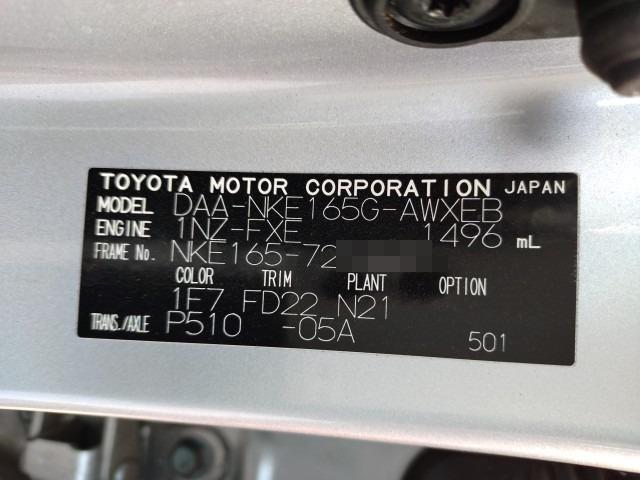 TOYOTA MOTOR CORPORATION JAPAN
MODEL DAA-NKE165G-AWXEB
ENGINE 1NZ-FXE 1496 mL
FRAME No. NKE165-72
COLOR TRIM PLANT OPTION
1F7 FD22 N21
TRANS./AXLE P510 -05A 501